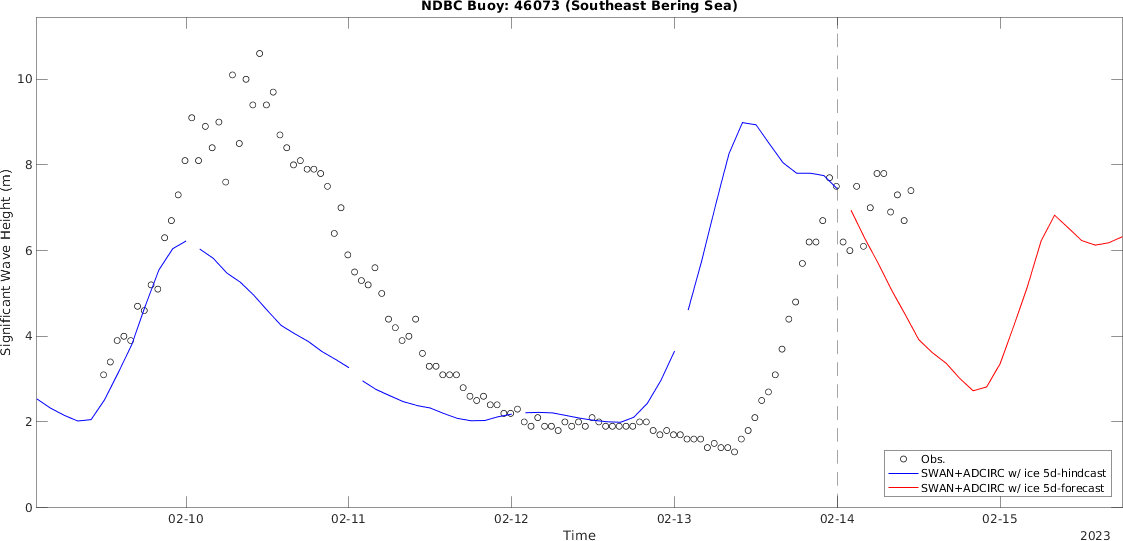 NDBC Buoy: 46073 (Southeast Bering Sea)
Significant Wave Height (m)
10
8
6
4
2
0
Obs.
SWAN+ADCIRC w/ ice 5d-hindcast
SWAN+ADCIRC w/ ice 5d-forecast
02-10
02-11
02-12
02-13
02-14
02-15
Time
2023